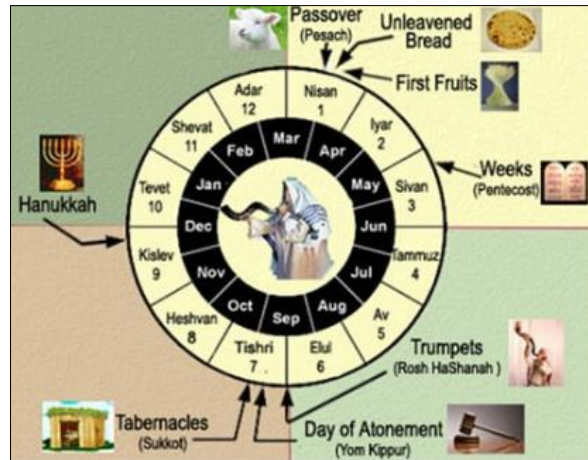 Passover
(Pesach)
Unleavened
Bread
First Fruits
Weeks
(Pentecost)
Trumpets
(Rosh HaShanah )
Day of Atonement
(Yom Kippur)
Tabernacles
(Sukkot)
Hanukkah
Nisan
1
Iyar
2
Sivan
3
Tammuz
4
Av
5
Elul
6
Tishri
7
Heshvan
8
Kislev
9
Tevet
10
Shevat
11
Adar
12
Mar
Apr
May
Jun
Jul
Aug
Sep
Oct
Nov
Dec
Jan
Feb